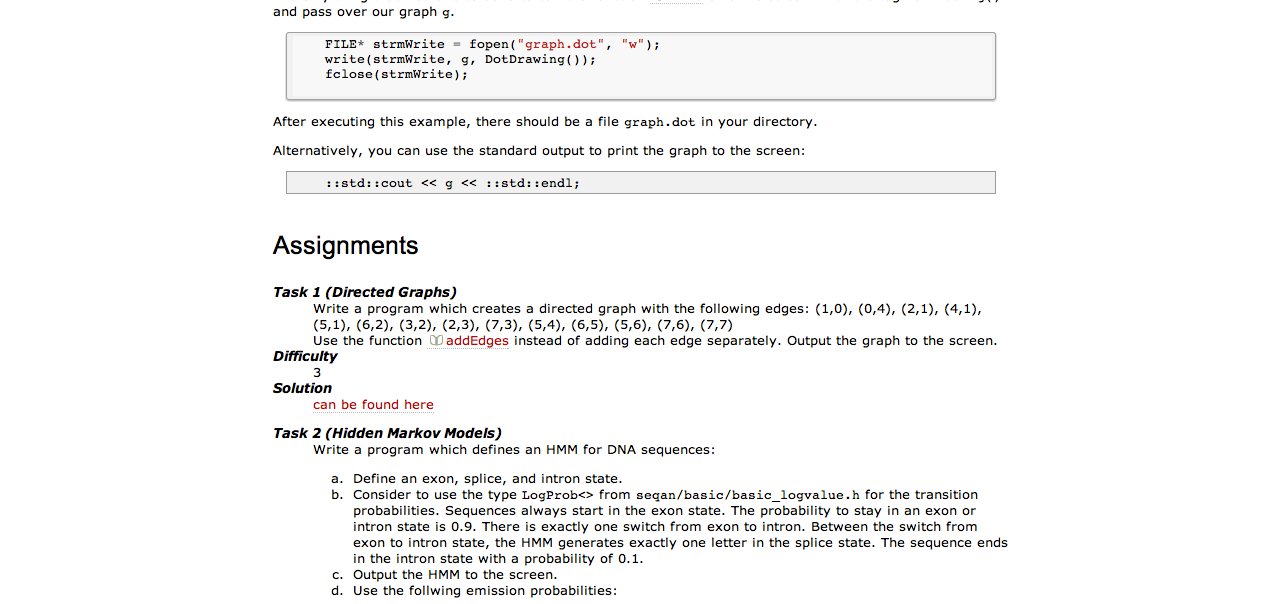 and pass over our graph g.
FILE* strmWrite = fopen("graph.dot", "w");
write(strmWrite, g, DotDrawing());
fclose(strmWrite);
After executing this example, there should be a file graph.dot in your directory.
Alternatively, you can use the standard output to print the graph to the screen:
::std::cout << g << ::std::endl;
Assignments
Task 1 (Directed Graphs)
Write a program which creates a directed graph with the following edges: (1,0), (0,4), (2,1), (4,1),
(5,1), (6,2), (3,2), (2,3), (7,3), (5,4), (6,5), (5,6), (7,6), (7,7)
Use the function addEdges instead of adding each edge separately. Output the graph to the screen.
Difficulty
3
Solution
can be found here
Task 2 (Hidden Markov Models)
Write a program which defines an HMM for DNA sequences:
a. Define an exon, splice, and intron state.
b. Consider to use the type LogProb<> from seqan/basic/basic_logvalue.h for the transition
probabilities. Sequences always start in the exon state. The probability to stay in an exon or
intron state is 0.9. There is exactly one switch from exon to intron. Between the switch from
exon to intron state, the HMM generates exactly one letter in the splice state. The sequence ends
in the intron state with a probability of 0.1.
c. Output the HMM to the screen.
d. Use the follwing emission probabilities: